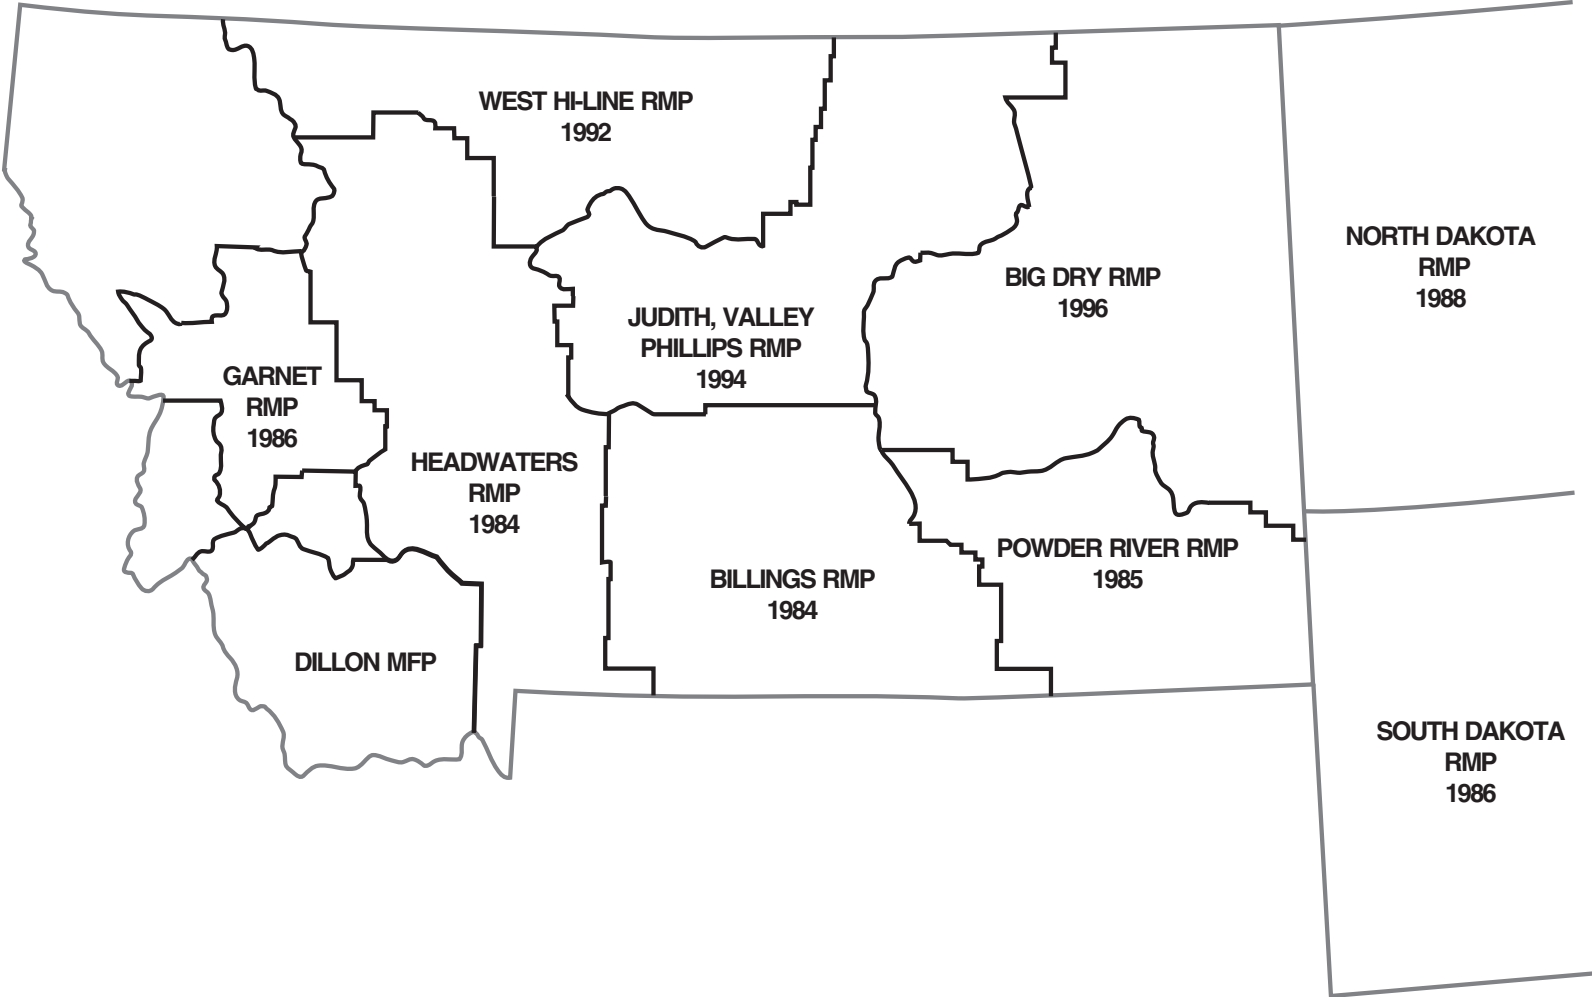 WEST HI-LINE RMP
1992
NORTH DAKOTA
RMP
1988
BIG DRY RMP
1996
JUDITH, VALLEY
PHILLIPS RMP
1994
GARNET
RMP
1986
HEADWATERS
RMP
1984
POWDER RIVER RMP
1985
BILLINGS RMP
1984
DILLON MFP
SOUTH DAKOTA
RMP
1986